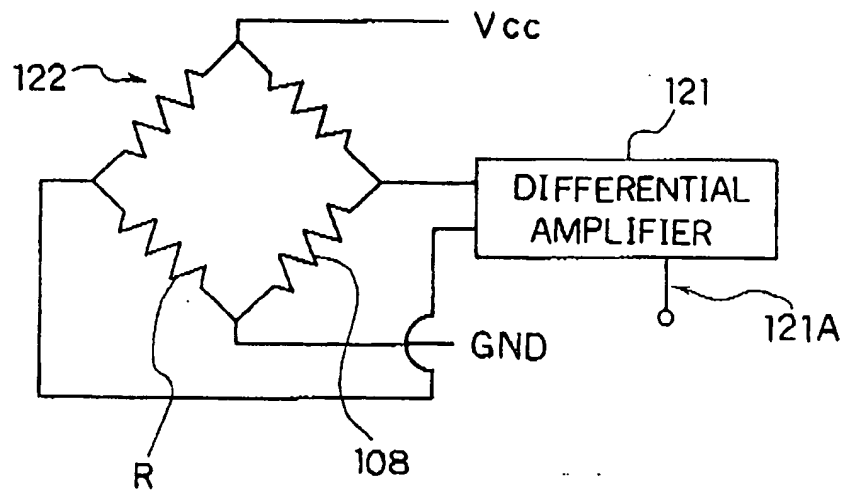 Vcc
122
121
DIFFERENTIAL
AMPLIFIER
121A
GND
108
R